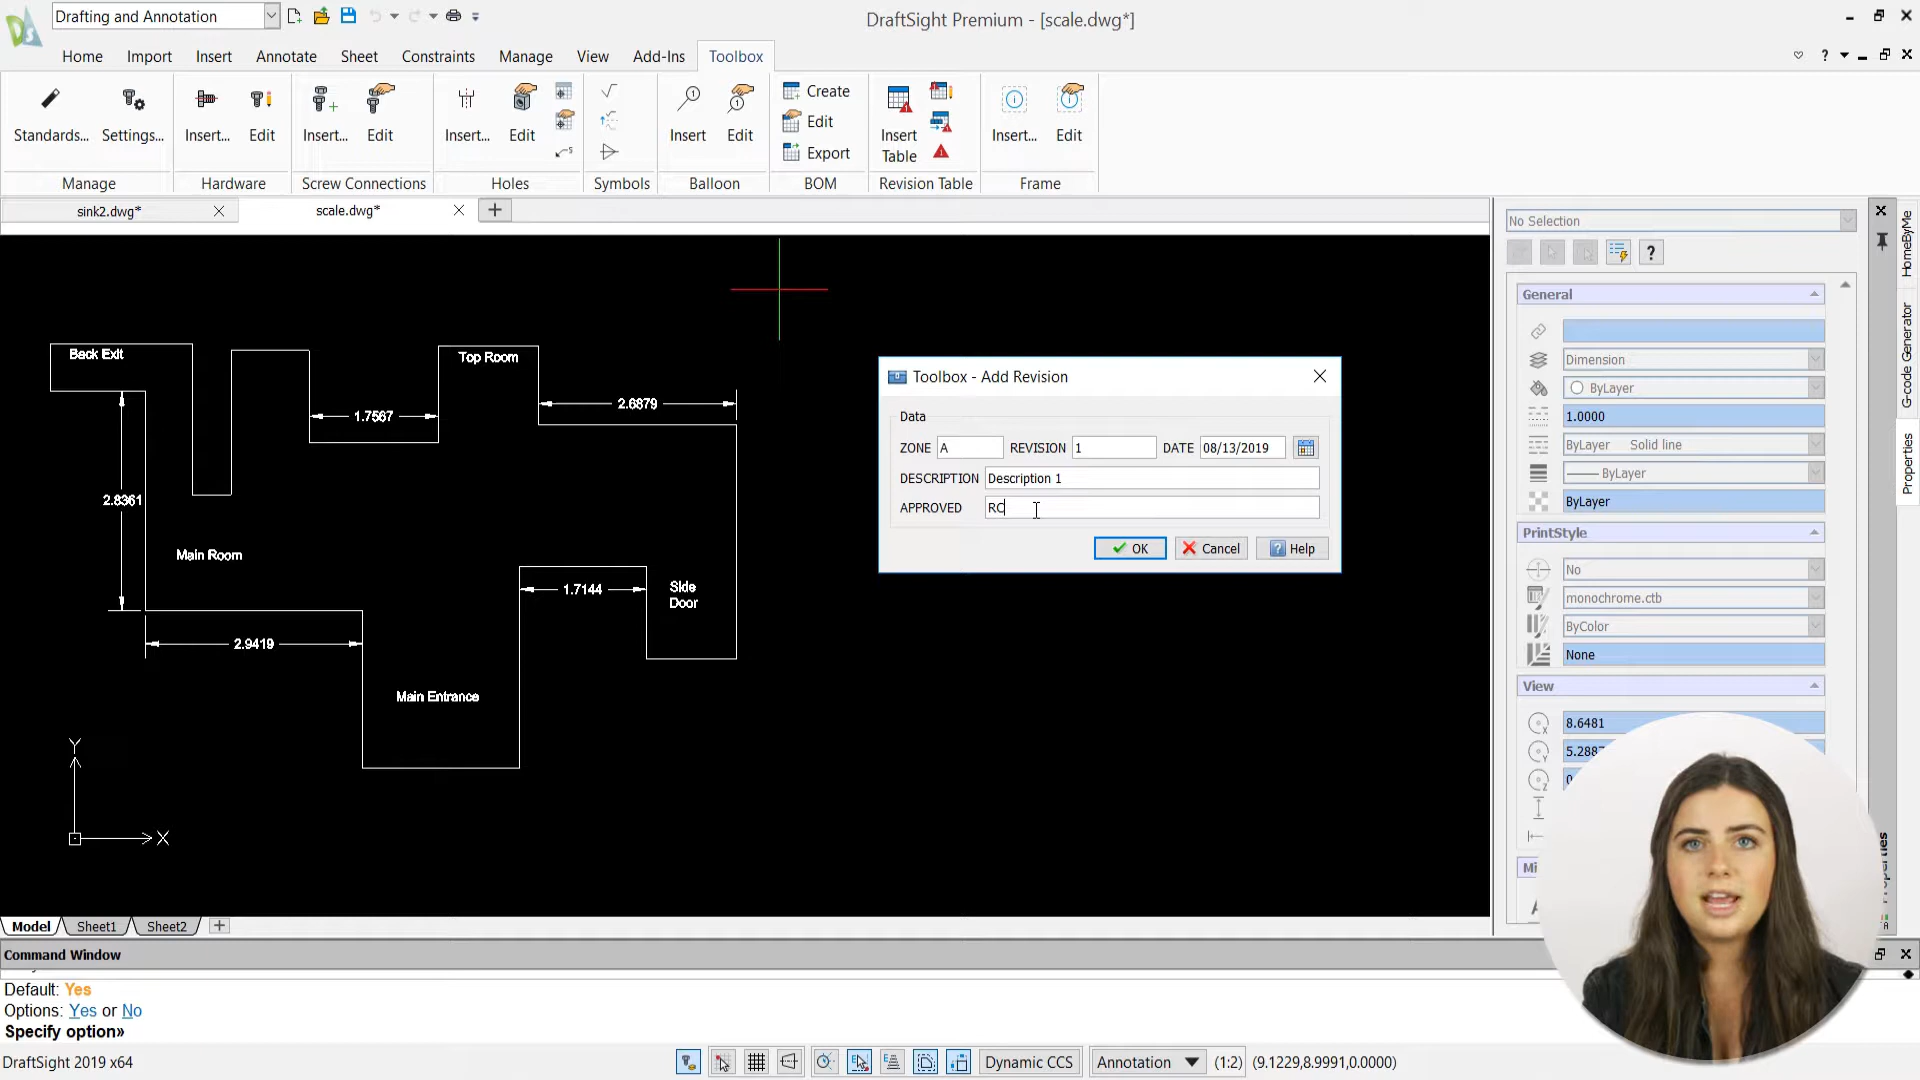 Drafting and Annotation
DraftSight Premium - [scale.dwg*]
Home Import Insert Annotate Sheet Constraints Manage View Add-Ins Toolbox
Standards... Settings... Insert... Edit Insert... Edit Insert... Edit Insert Edit
Create
Edit
Export
Insert
Table
Insert... Edit
Manage Hardware Screw Connections Holes Symbols Balloon BOM Revision Table Frame
sink2.dwg* scale.dwg*
Back Exit
Top Room
1.7567
2.6879
2.8361
Main Room
1.7144
Side
Door
2.9419
Main Entrance
Y
X
Toolbox - Add Revision
Data
ZONE A REVISION 1 DATE 08/13/2019
DESCRIPTION Description 1
APPROVED RC
OK Cancel Help
No Selection
General
Dimension
ByLayer
1.0000
ByLayer Solid line
ByLayer
ByLayer
PrintStyle
No
monochrome.ctb
ByColor
None
View
8.6481
HomeByMe
G-code Generator
Properties
Model Sheet1 Sheet2
Command Window
Default: Yes
Options: Yes or No
Specify option»
DraftSight 2019 x64
Dynamic CCS Annotation (1:2) (9.1229,8.9991,0.0000)